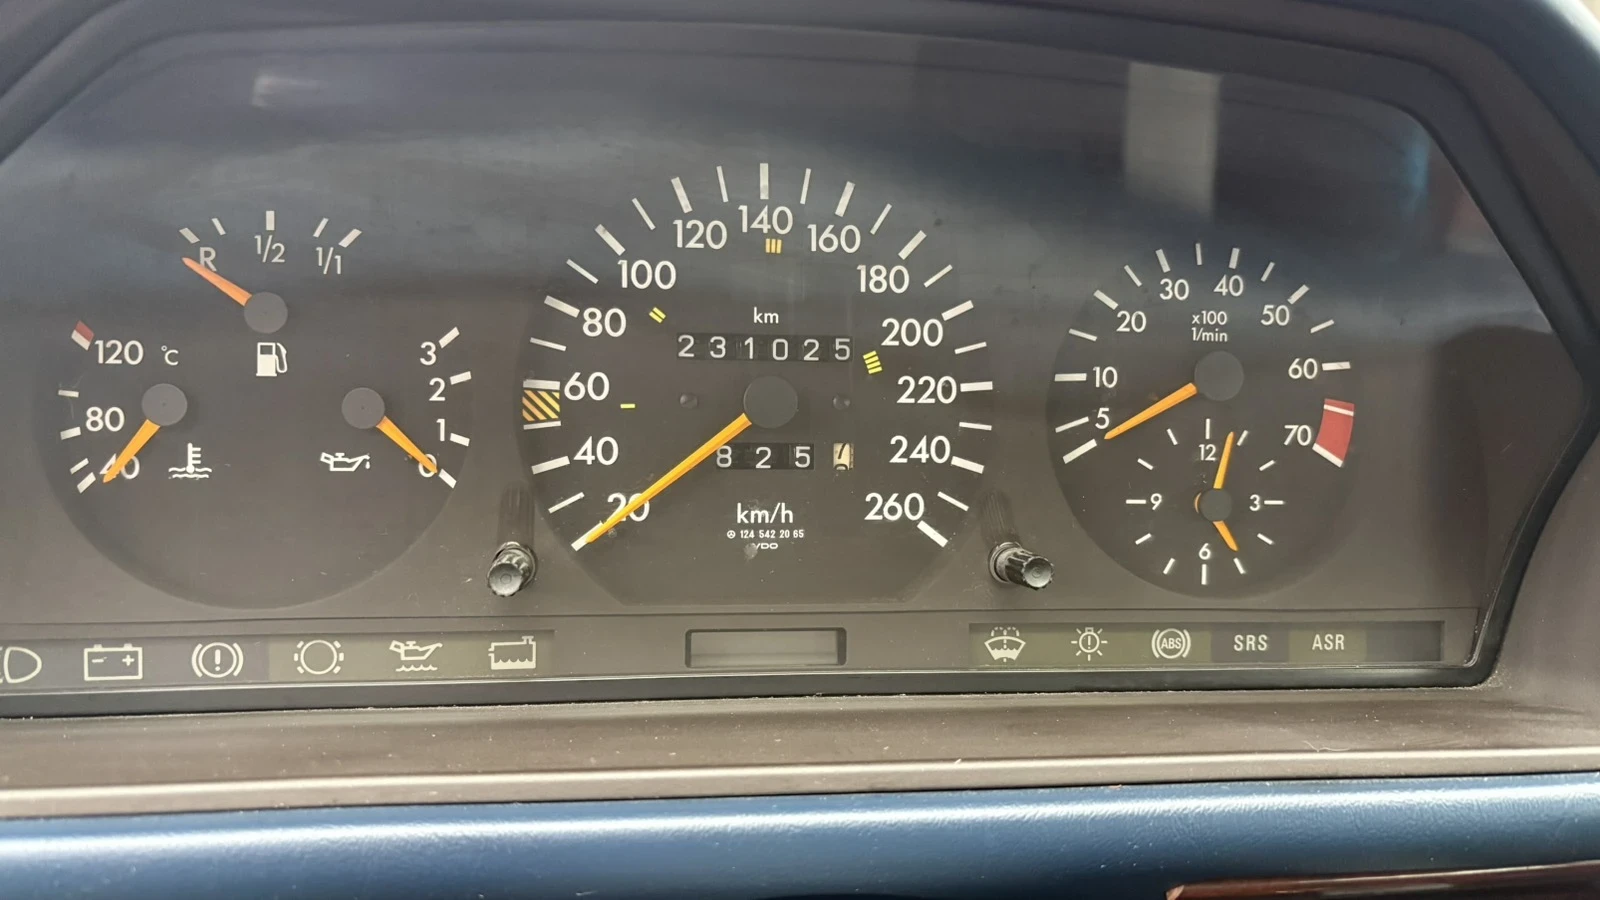 R 1/2 1/1
120 °C
80
40
3
2
1
0
20 40 60 80 100 120 140 160 180 200 220 240 260
km
231025
825 7
km/h
124 542 20 65
VDO
5 10 20 30 40 50 60 70
x100
1/min
12
3
6
9
ABS
SRS
ASR